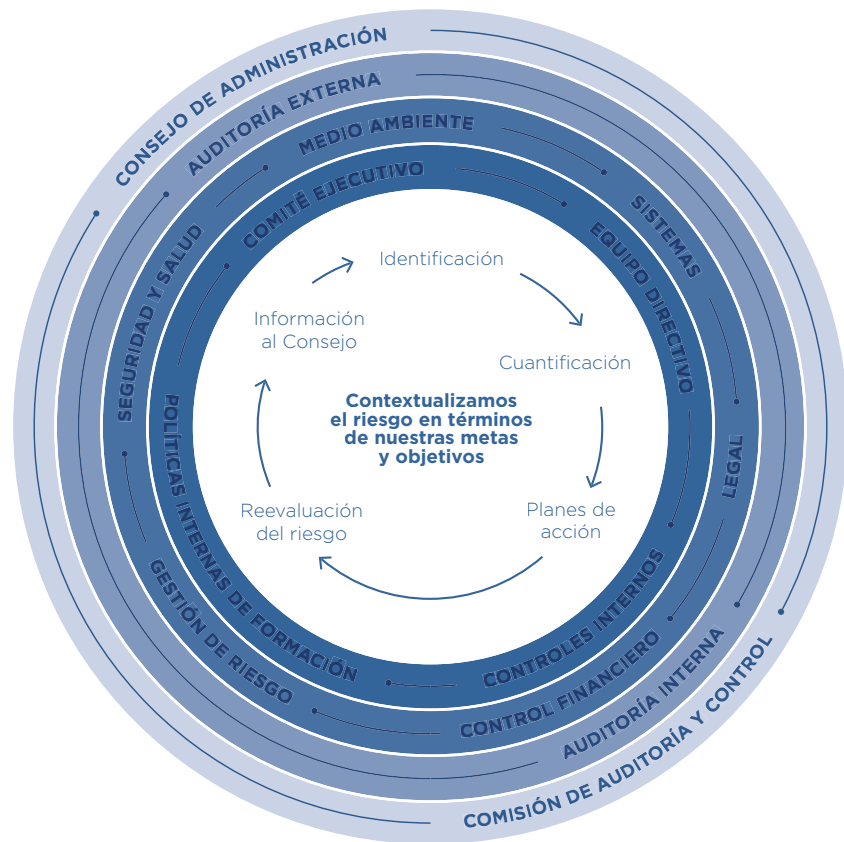 CONSEJO DE ADMINISTRACIÓN
COMISIÓN DE AUDITORÍA Y CONTROL
AUDITORÍA EXTERNA
AUDITORÍA INTERNA
MEDIO AMBIENTE
SISTEMAS
LEGAL
CONTROL FINANCIERO
GESTIÓN DE RIESGO
SEGURIDAD Y SALUD
COMITÉ EJECUTIVO
EQUIPO DIRECTIVO
CONTROLES INTERNOS
POLÍTICAS INTERNAS DE FORMACIÓN
Identificación
Cuantificación
Planes de
acción
Reevaluación
del riesgo
Información
al Consejo
Contextualizamos
el riesgo en términos
de nuestras metas
y objetivos